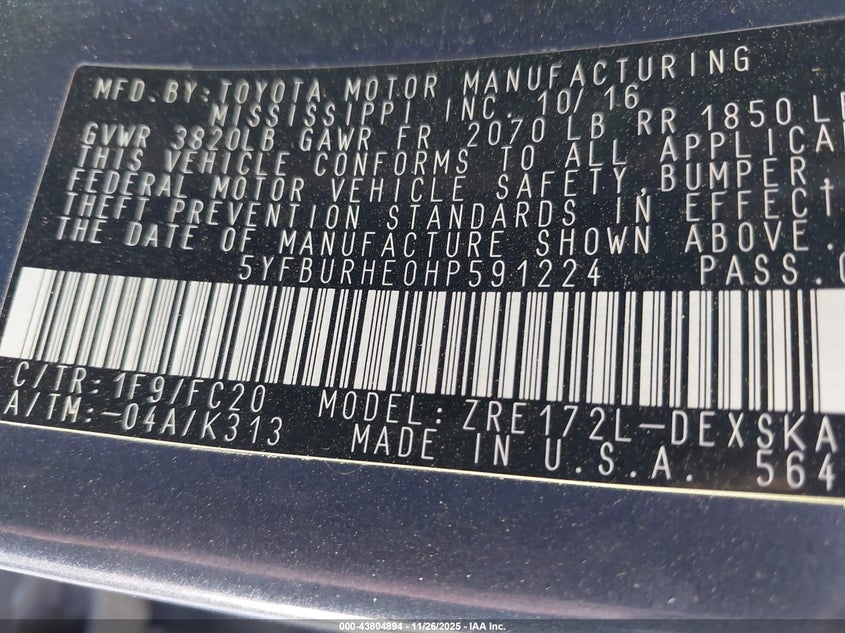 MFD.BY:TOYOTA MOTOR MANUFACTURING
MISSISSIPPI INC. 10/16
GVWR 3820LB GAWR FR 2070 LB RR 1850 L
THIS VEHICLE CONFORMS TO ALL APPLICA
FEDERAL MOTOR VEHICLE SAFETY,BUMPER,
THEFT PREVENTION STANDARDS IN EFFECT
THE DATE OF MANUFACTURE SHOWN ABOVE.
5YFBURHE0HP591224 PASS.
C/TR: 1F9/FC20 MODEL: ZRE172L-DEXSKA
A/TM:-04A/K313 MADE IN U.S.A. 564
000-43804894 - 11/26/2025 - IAA Inc.